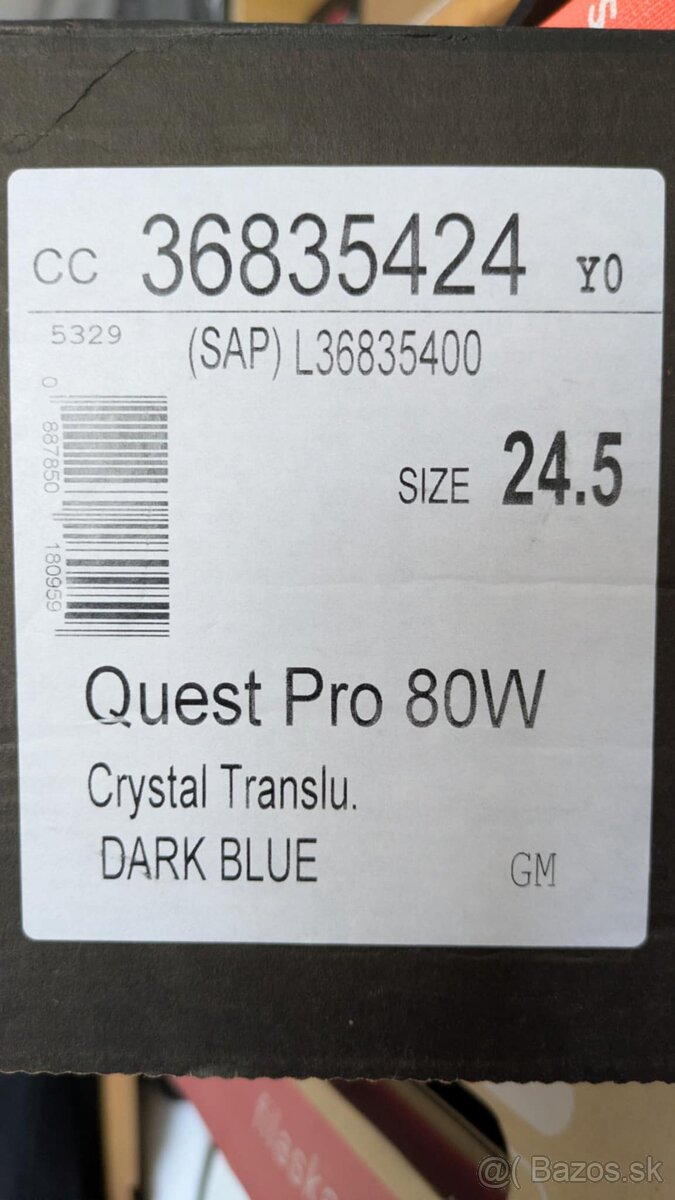 CC 36835424 Y0
5329 (SAP) L36835400
0 887850 180959
SIZE 24.5
Quest Pro 80W
Crystal Translu.
DARK BLUE GM
Maska
@( Bazos.sk